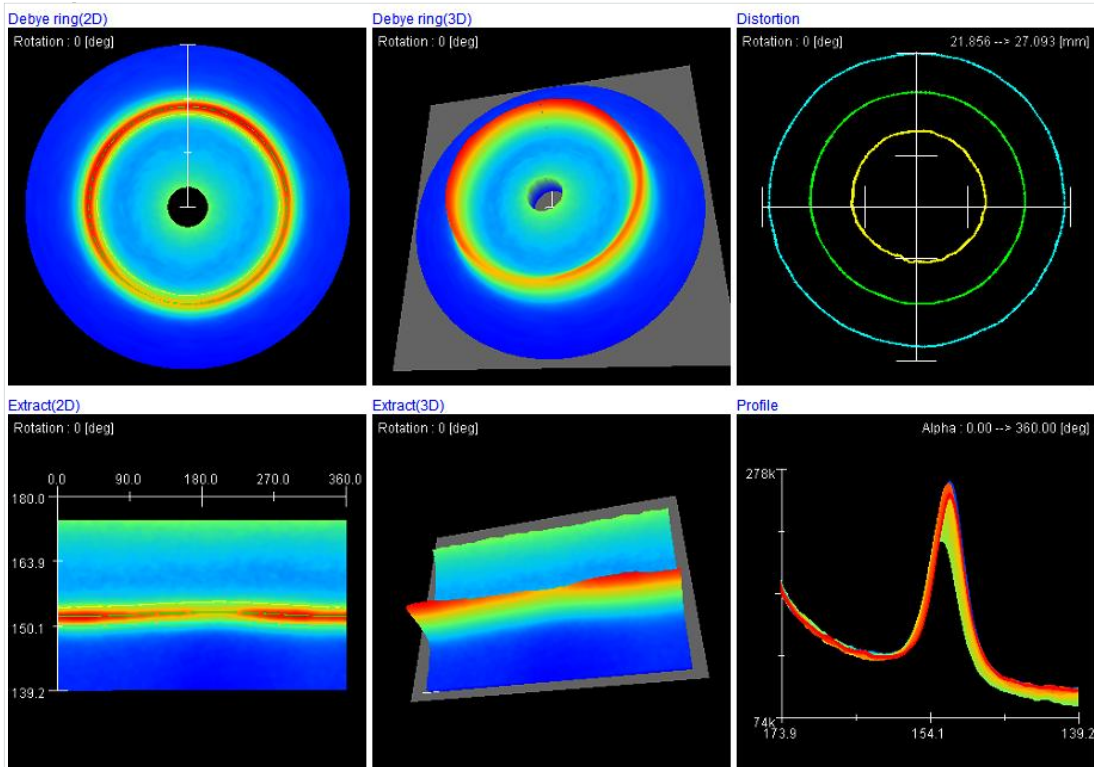 Debye ring(2D)
Rotation : 0 [deg]
Debye ring(3D)
Rotation : 0 [deg]
Distortion
Rotation : 0 [deg]
21.856 --> 27.093 [mm]
Extract(2D)
Rotation : 0 [deg]
0.0 90.0 180.0 270.0 360.0
180.0
163.9
150.1
139.2
Extract(3D)
Rotation : 0 [deg]
Profile
Alpha : 0.00 --> 360.00 [deg]
278k
74k
173.9 154.1 139.2